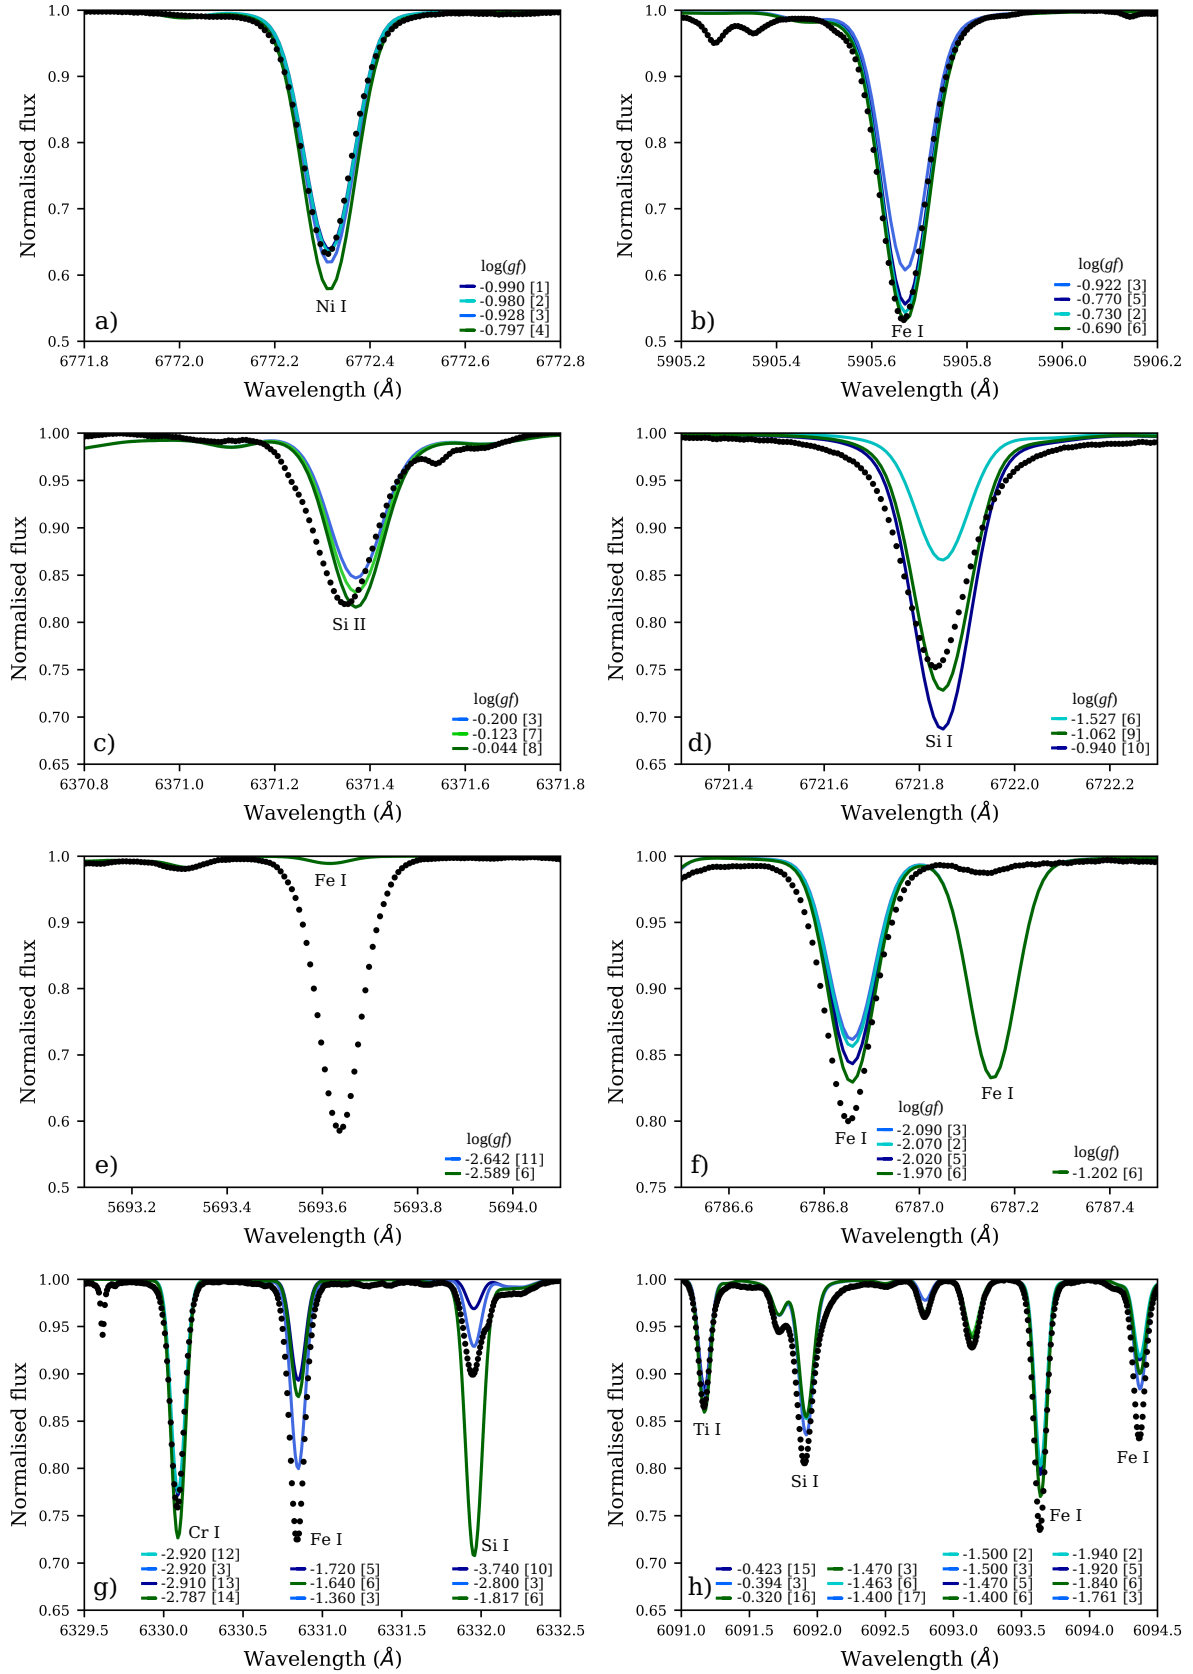 1.0
0.9
0.8
0.7
0.6
0.5
Normalised flux
log(gf)
-0.990 [1]
-0.980 [2]
-0.928 [3]
-0.797 [4]
Ni I
a)
6771.8 6772.0 6772.2 6772.4 6772.6 6772.8
Wavelength (Å)
1.0
0.9
0.8
0.7
0.6
0.5
Normalised flux
log(gf)
-0.922 [3]
-0.770 [5]
-0.730 [2]
-0.690 [6]
Fe I
b)
5905.2 5905.4 5905.6 5905.8 5906.0 5906.2
Wavelength (Å)
1.00
0.95
0.90
0.85
0.80
0.75
0.70
0.65
Normalised flux
Si II
log(gf)
-0.200 [3]
-0.123 [7]
-0.044 [8]
c)
6370.8 6371.0 6371.2 6371.4 6371.6 6371.8
Wavelength (Å)
1.00
0.95
0.90
0.85
0.80
0.75
0.70
0.65
Normalised flux
log(gf)
-1.527 [6]
-1.062 [9]
-0.940 [10]
Si I
d)
6721.4 6721.6 6721.8 6722.0 6722.2
Wavelength (Å)
1.0
0.9
0.8
0.7
0.6
0.5
Normalised flux
Fe I
log(gf)
-2.642 [11]
-2.589 [6]
e)
5693.2 5693.4 5693.6 5693.8 5694.0
Wavelength (Å)
1.00
0.95
0.90
0.85
0.80
0.75
Normalised flux
Fe I
Fe I
log(gf)
-2.090 [3]
-2.070 [2]
-2.020 [5]
-1.970 [6]
log(gf)
-1.202 [6]
f)
6786.6 6786.8 6787.0 6787.2 6787.4
Wavelength (Å)
1.00
0.95
0.90
0.85
0.80
0.75
0.70
0.65
Normalised flux
Cr I
Fe I
Si I
-2.920 [12]
-2.920 [3]
-2.910 [13]
-2.787 [14]
-1.720 [5]
-1.640 [6]
-1.360 [3]
-3.740 [10]
-2.800 [3]
-1.817 [6]
g)
6329.5 6330.0 6330.5 6331.0 6331.5 6332.0 6332.5
Wavelength (Å)
1.00
0.95
0.90
0.85
0.80
0.75
0.70
0.65
Normalised flux
Ti I
Si I
Fe I
Fe I
-0.423 [15]
-0.394 [3]
-0.320 [16]
-1.470 [3]
-1.463 [6]
-1.400 [17]
-1.500 [2]
-1.500 [3]
-1.470 [5]
-1.400 [6]
-1.940 [2]
-1.920 [5]
-1.840 [6]
-1.761 [3]
h)
6091.0 6091.5 6092.0 6092.5 6093.0 6093.5 6094.0 6094.5
Wavelength (Å)